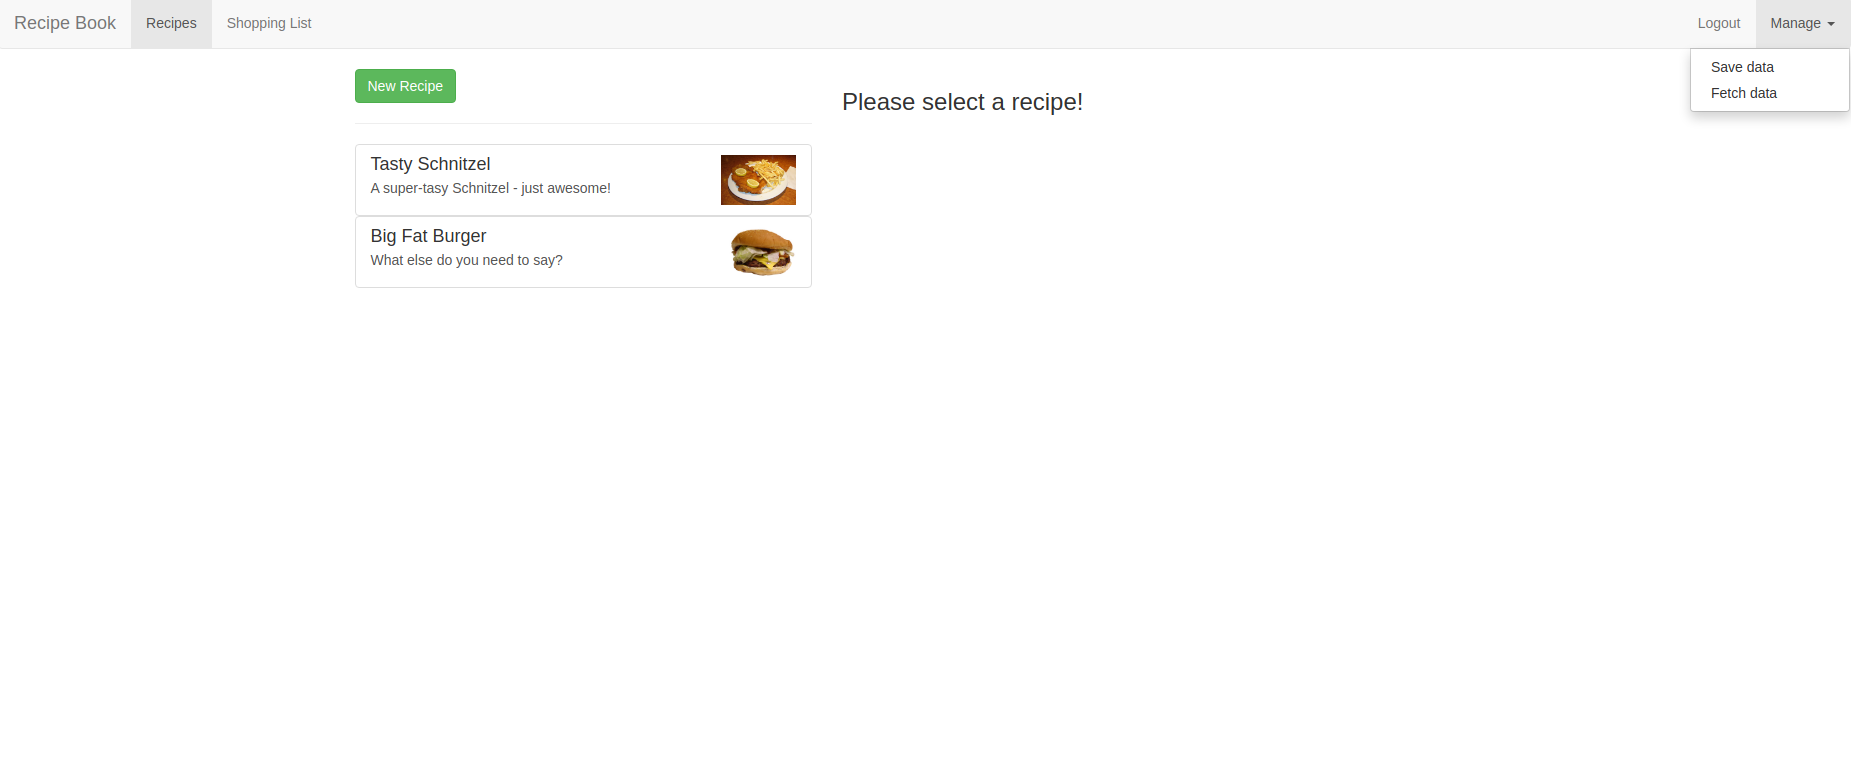 Recipe Book Recipes Shopping List Logout Manage
Save data
Fetch data
New Recipe
Please select a recipe!
Tasty Schnitzel
A super-tasy Schnitzel - just awesome!
Big Fat Burger
What else do you need to say?